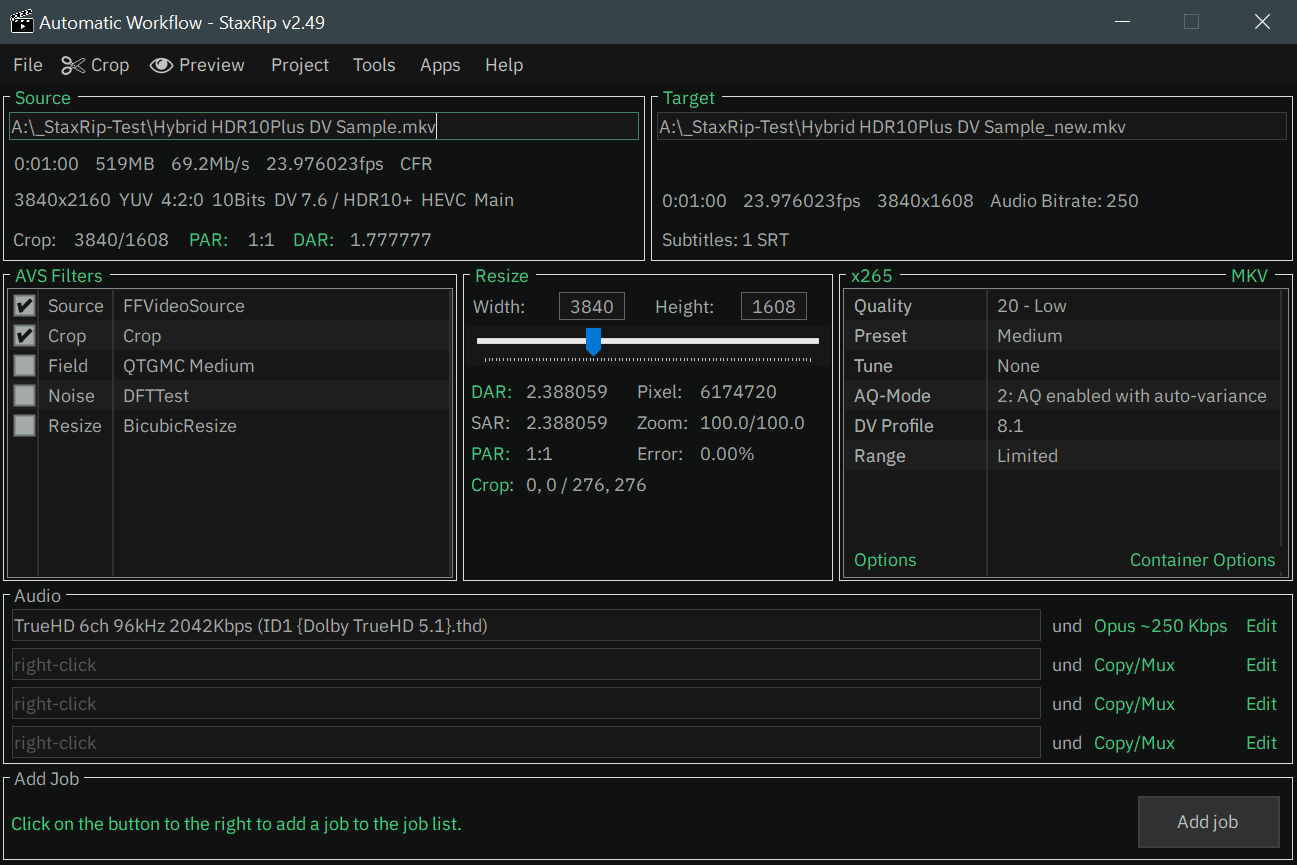 Automatic Workflow - StaxRip v2.49
File Crop Preview Project Tools Apps Help
Source
A:\_StaxRip-Test\Hybrid HDR10Plus DV Sample.mkv
0:01:00 519MB 69.2Mb/s 23.976023fps CFR
3840x2160 YUV 4:2:0 10Bits DV 7.6 / HDR10+ HEVC Main
Crop: 3840/1608 PAR: 1:1 DAR: 1.777777
Target
A:\_StaxRip-Test\Hybrid HDR10Plus DV Sample_new.mkv
0:01:00 23.976023fps 3840x1608 Audio Bitrate: 250
Subtitles: 1 SRT
AVS Filters
Source FFVideoSource
Crop Crop
Field QTGMC Medium
Noise DFTTest
Resize BicubicResize
Resize
Width: 3840 Height: 1608
DAR: 2.388059 Pixel: 6174720
SAR: 2.388059 Zoom: 100.0/100.0
PAR: 1:1 Error: 0.00%
Crop: 0, 0 / 276, 276
x265 MKV
Quality 20 - Low
Preset Medium
Tune None
AQ-Mode 2: AQ enabled with auto-variance
DV Profile 8.1
Range Limited
Options Container Options
Audio
TrueHD 6ch 96kHz 2042Kbps (ID1 {Dolby TrueHD 5.1}.thd) und Opus ~250 Kbps Edit
right-click und Copy/Mux Edit
right-click und Copy/Mux Edit
right-click und Copy/Mux Edit
Add Job
Click on the button to the right to add a job to the job list. Add job